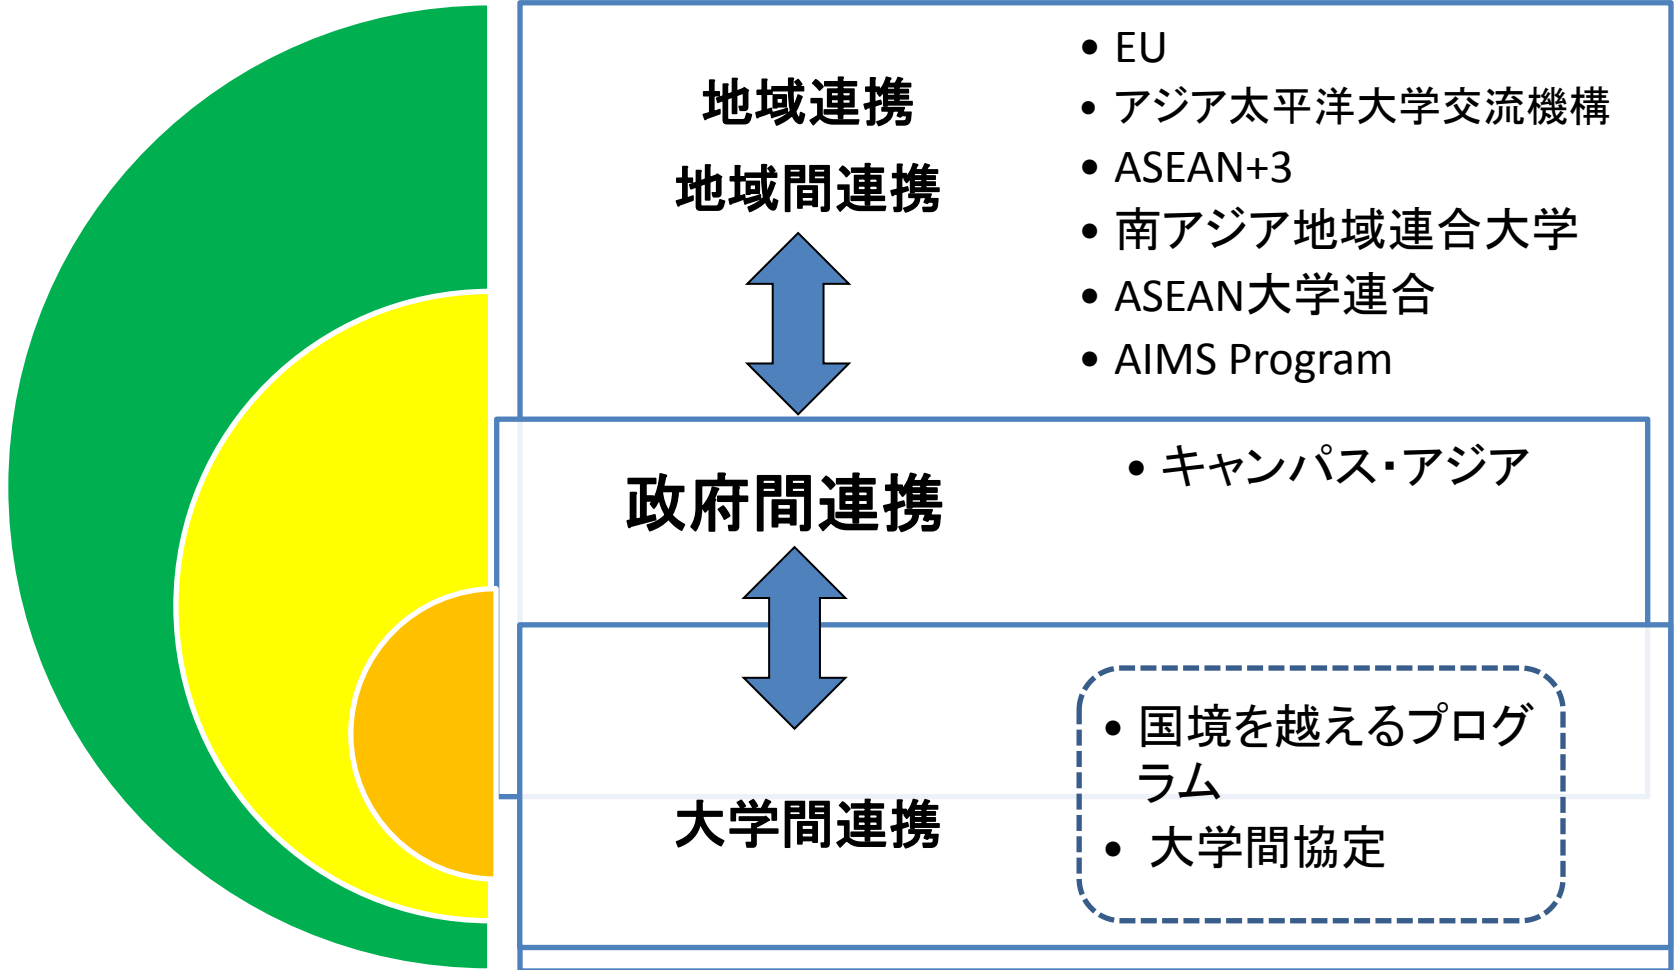 地域連携
地域間連携
• EU
• アジア太平洋大学交流機構
• ASEAN+3
• 南アジア地域連合大学
• ASEAN大学連合
• AIMS Program
政府間連携
• キャンパス・アジア
大学間連携
• 国境を越えるプログ
ラム
• 大学間協定